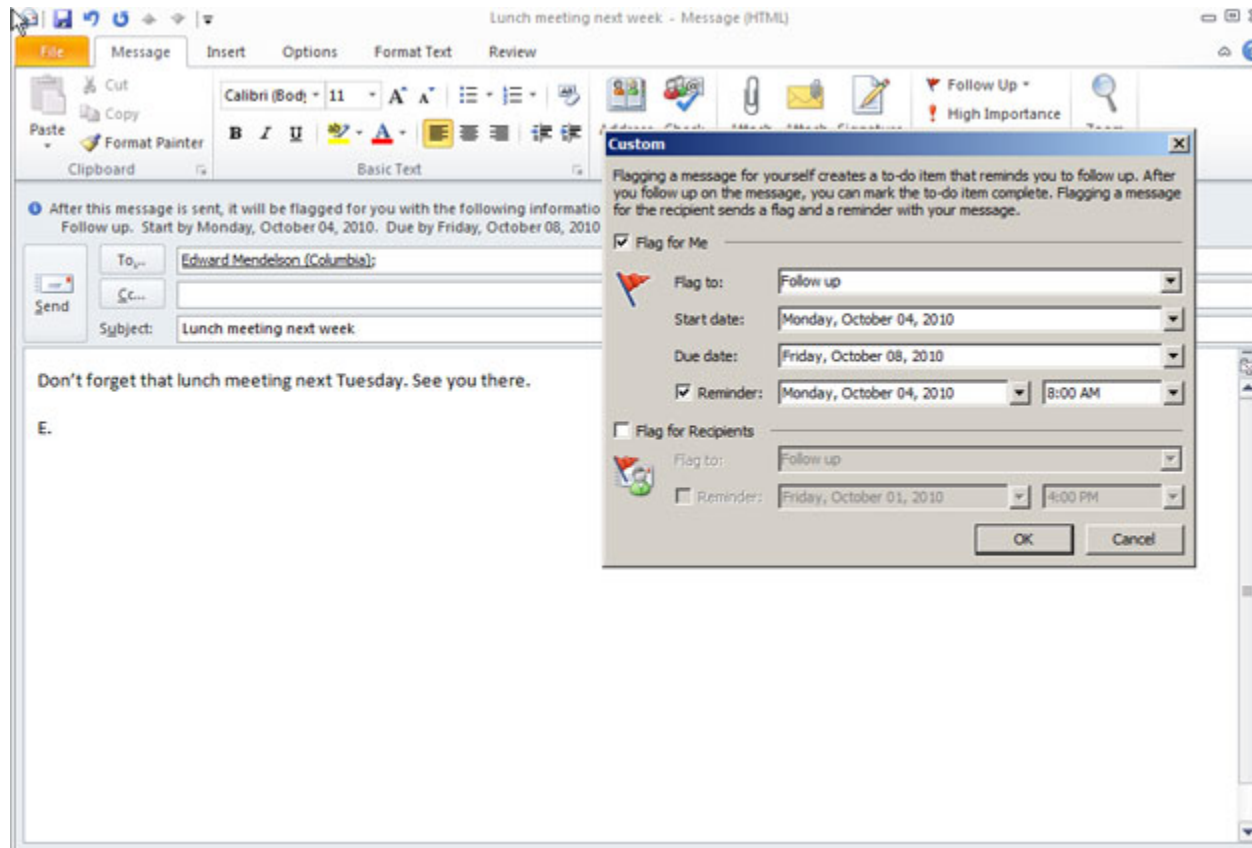 Lunch meeting next week - Message (HTML)
File Message Insert Options Format Text Review
Cut
Copy
Paste
Format Painter
Clipboard
Calibri (Body 11
B I U
Basic Text
Follow Up
High Importance
After this message is sent, it will be flagged for you with the following informatio
Follow up. Start by Monday, October 04, 2010. Due by Friday, October 08, 2010
Send
To...
Edward Mendelson (Columbia);
Cc...
Subject: Lunch meeting next week
Don't forget that lunch meeting next Tuesday. See you there.
E.
Custom
Flagging a message for yourself creates a to-do item that reminds you to follow up. After
you follow up on the message, you can mark the to-do item complete. Flagging a message
for the recipient sends a flag and a reminder with your message.
Flag for Me
Flag to: Follow up
Start date: Monday, October 04, 2010
Due date: Friday, October 08, 2010
Reminder: Monday, October 04, 2010 8:00 AM
Flag for Recipients
Flag to: Follow up
Reminder: Friday, October 01, 2010 4:00 PM
OK Cancel